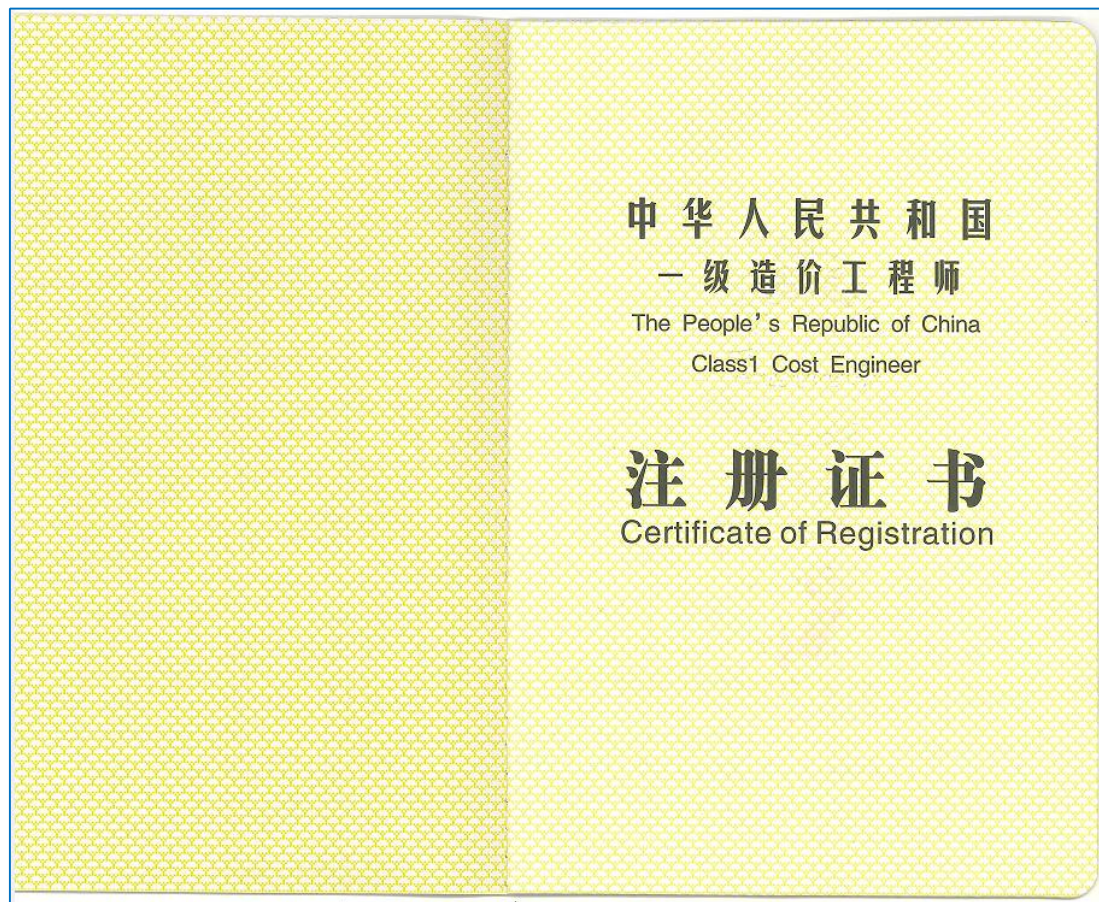 中华人民共和国
一级造价工程师
The People's Republic of China
Class1 Cost Engineer
注册证书
Certificate of Registration